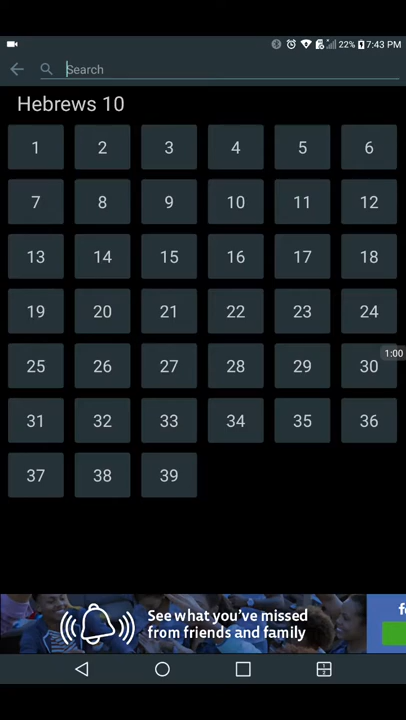 22% 7:43 PM
Search
Hebrews 10
1 2 3 4 5 6
7 8 9 10 11 12
13 14 15 16 17 18
19 20 21 22 23 24
1:00
25 26 27 28 29 30
31 32 33 34 35 36
37 38 39
See what you've missed
from friends and family